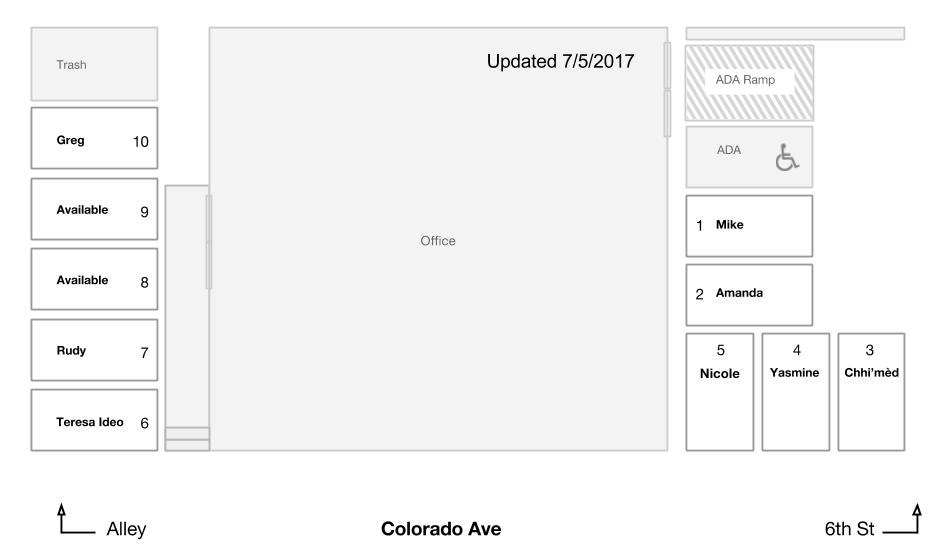 Trash
Updated 7/5/2017
ADA Ramp
Greg 10
ADA
Available 9
1 Mike
Office
Available 8
2 Amanda
Rudy 7
5
Nicole
4
Yasmine
3
Chhi’mèd
Teresa Ideo 6
Alley
Colorado Ave
6th St